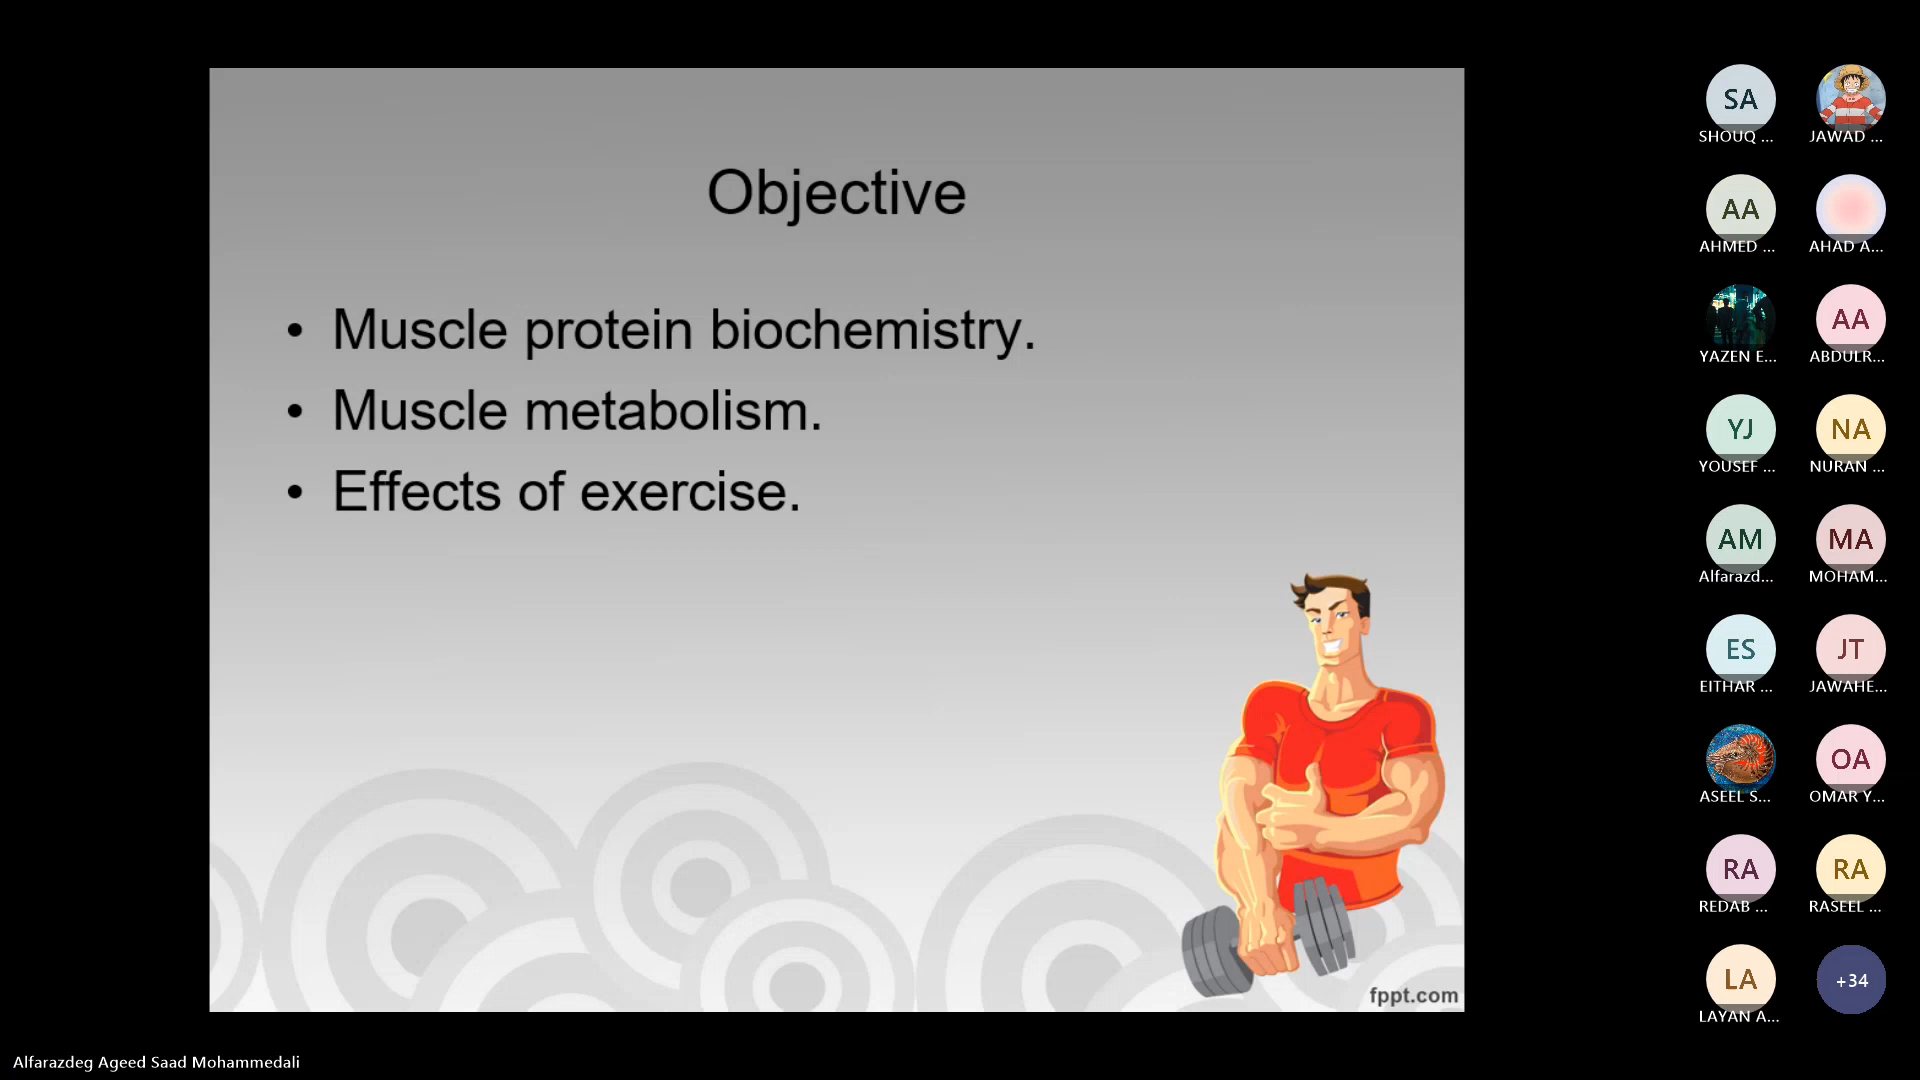 Objective
• Muscle protein biochemistry.
• Muscle metabolism.
• Effects of exercise.
fppt.com
SA
SHOUQ ...
JAWAD ...
AA
AHMED ...
AHAD A...
YAZEN E...
AA
ABDULR...
YJ
YOUSEF ...
NA
NURAN ...
AM
Alfarazd...
MA
MOHAM...
ES
EITHAR ...
JT
JAWAHE...
ASEEL S...
OA
OMAR Y...
RA
REDAB ...
RA
RASEEL ...
LA
LAYAN A...
+34
Alfarazdeg Ageed Saad Mohammedali